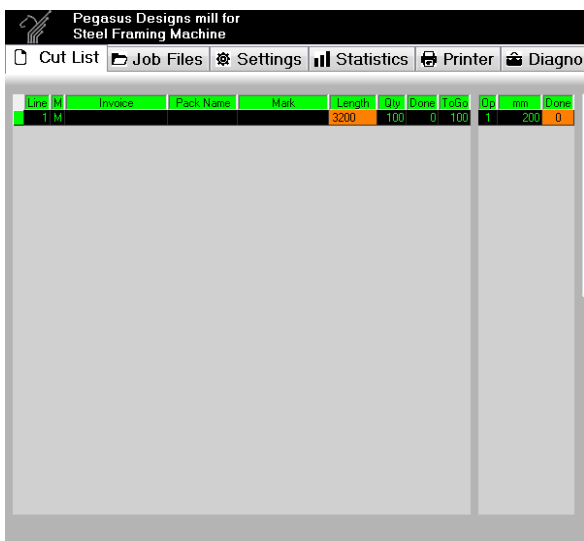 Pegasus Designs mill for
Steel Framing Machine
Cut List Job Files Settings Statistics Printer Diagno
Line M Invoice Pack Name Mark Length Qty Done ToGo Op mm Done
1 M 3200 100 0 100 1 200 0